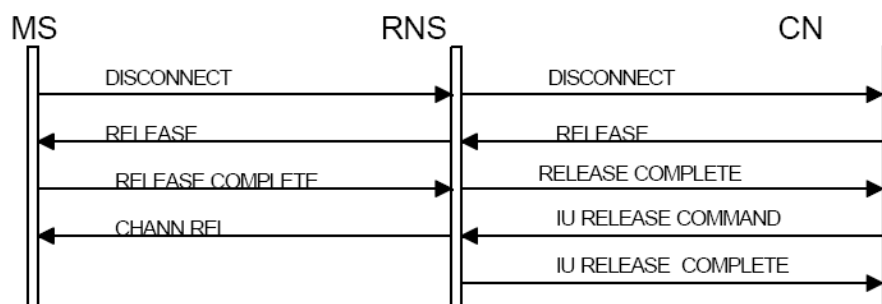 MS RNS CN
DISCONNECT DISCONNECT
RELEASE RELEASE
RELEASE COMPLETE RELEASE COMPLETE
CHANN REL IU RELEASE COMMAND
IU RELEASE COMPLETE